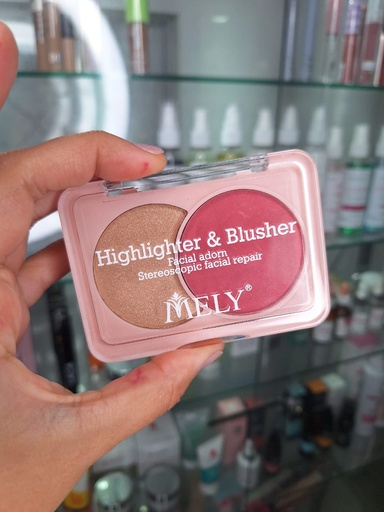 Highlighter & Blusher
Facial adorn
Stereoscopic facial repair
MELY®